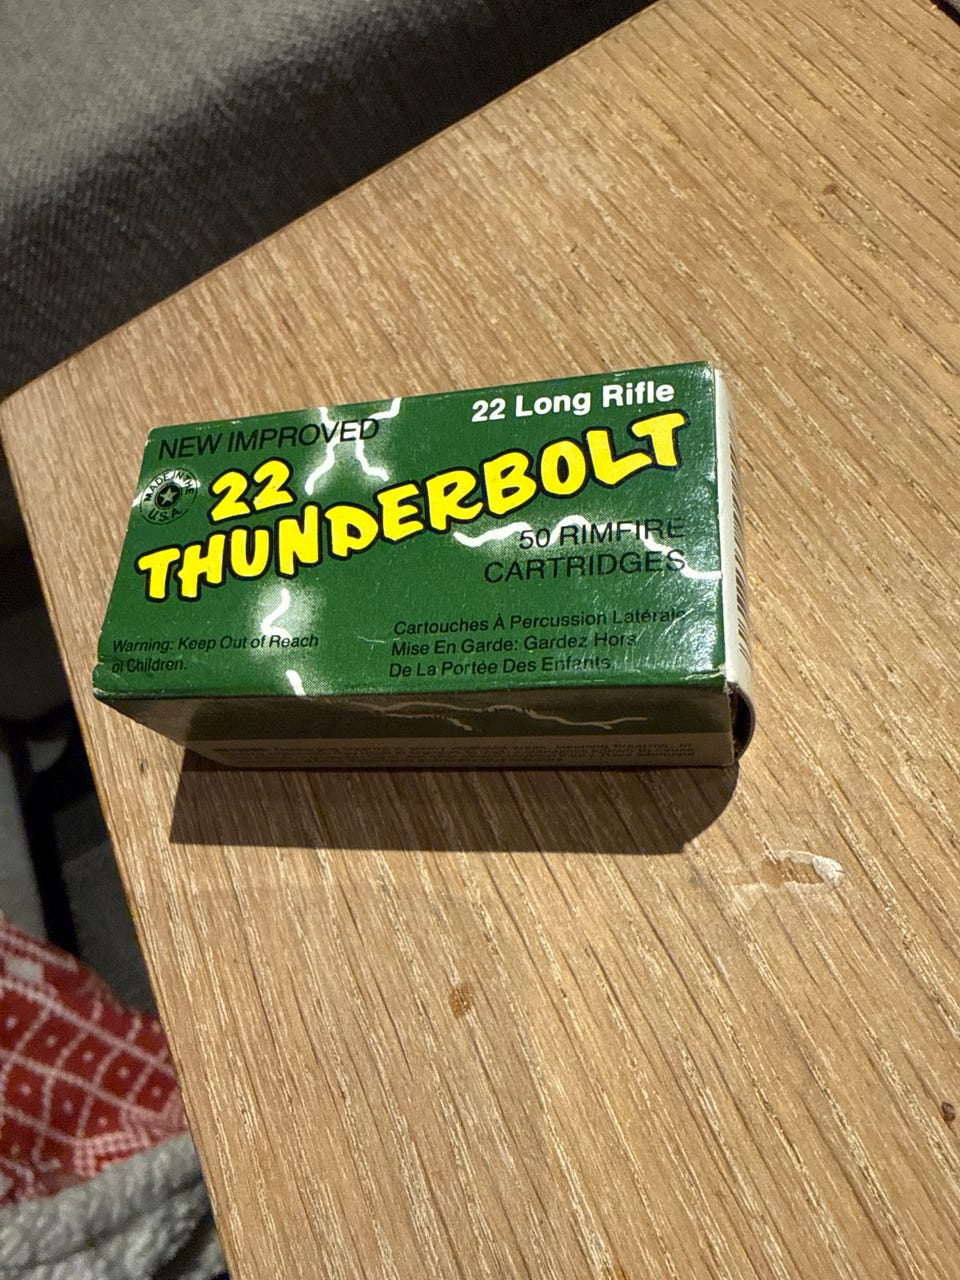 22 Long Rifle
NEW IMPROVED
MADE IN THE
U.S.A.
22
THUNDERBOLT
50 RIMFIRE
CARTRIDGES
Warning: Keep Out of Reach
of Children.
Cartouches À Percussion Latérale
Mise En Garde: Gardez Hors
De La Portée Des Enfants